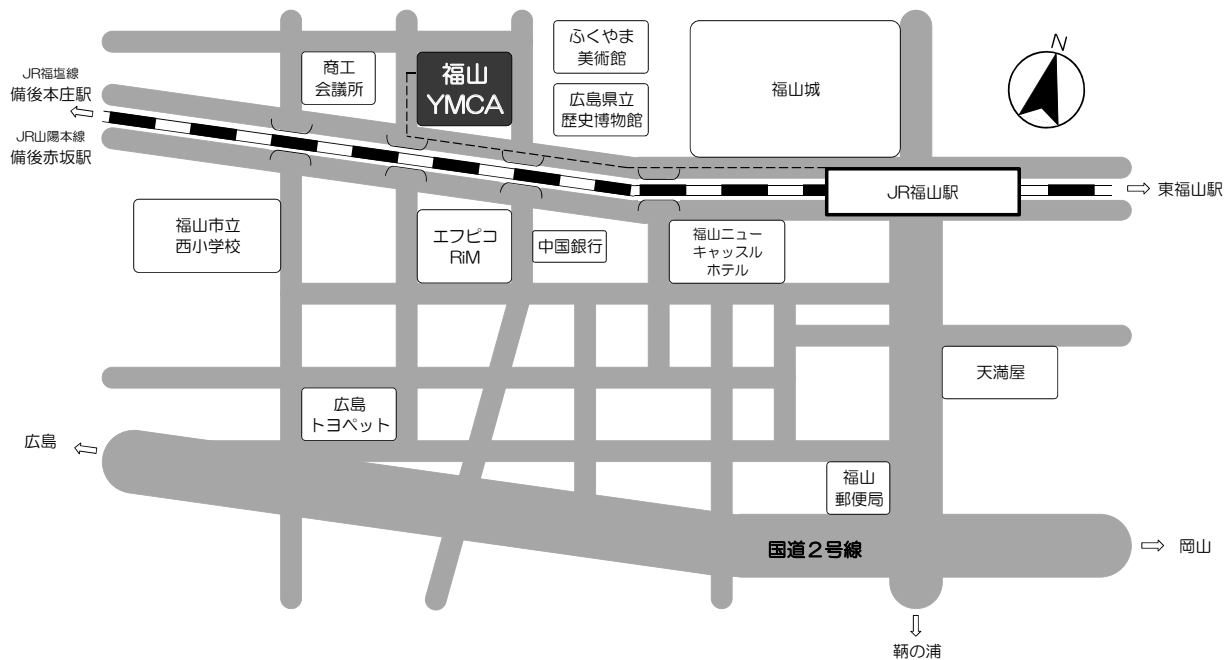 N
ふくやま
美術館
商工
会議所
福山
YMCA
広島県立
歴史博物館
福山城
JR福塩線
備後本庄駅
JR山陽本線
備後赤坂駅
JR福山駅
東福山駅
福山市立
西小学校
エフピコ
RiM
中国銀行
福山ニュー
キャッスル
ホテル
天満屋
広島
トヨペット
広島
福山
郵便局
国道2号線
岡山
鞆の浦